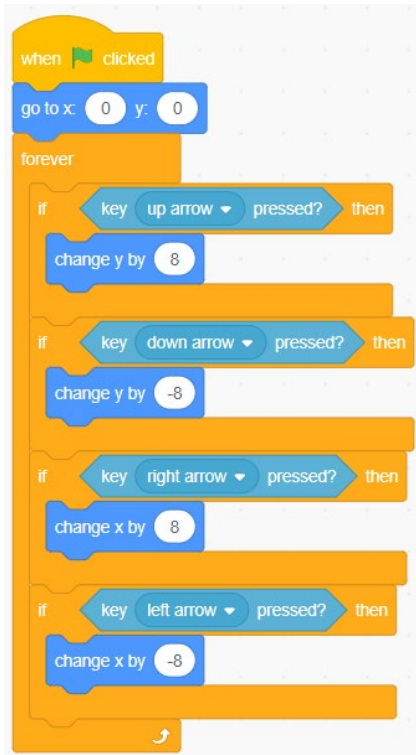 when clicked
go to x: 0 y: 0
forever
if key up arrow pressed? then
change y by 8
if key down arrow pressed? then
change y by -8
if key right arrow pressed? then
change x by 8
if key left arrow pressed? then
change x by -8